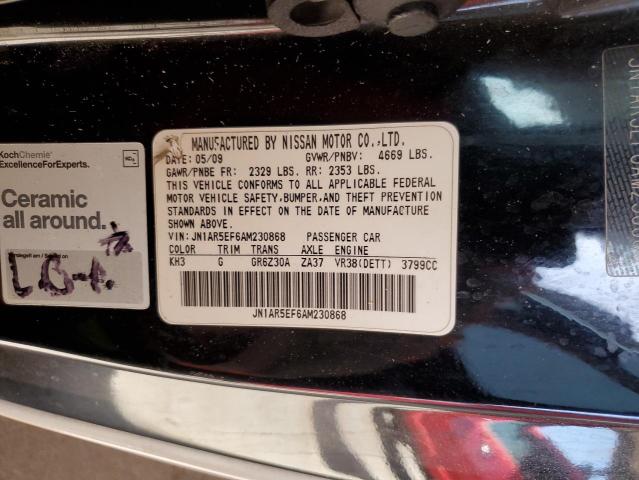 MANUFACTURED BY NISSAN MOTOR CO.,LTD.
DATE: 05/09 GVWR/PNBV: 4669 LBS.
GAWR/PNBE FR: 2329 LBS. RR: 2353 LBS.
THIS VEHICLE CONFORMS TO ALL APPLICABLE FEDERAL
MOTOR VEHICLE SAFETY,BUMPER,AND THEFT PREVENTION
STANDARDS IN EFFECT ON THE DATE OF MANUFACTURE
SHOWN ABOVE.
VIN:JN1AR5EF6AM230868 PASSENGER CAR
COLOR TRIM TRANS AXLE ENGINE
KH3 G GR6Z30A ZA37 VR38(DETT) 3799CC
JN1AR5EF6AM230868
KochChemie
ExcellenceForExperts.
Ceramic
all around.